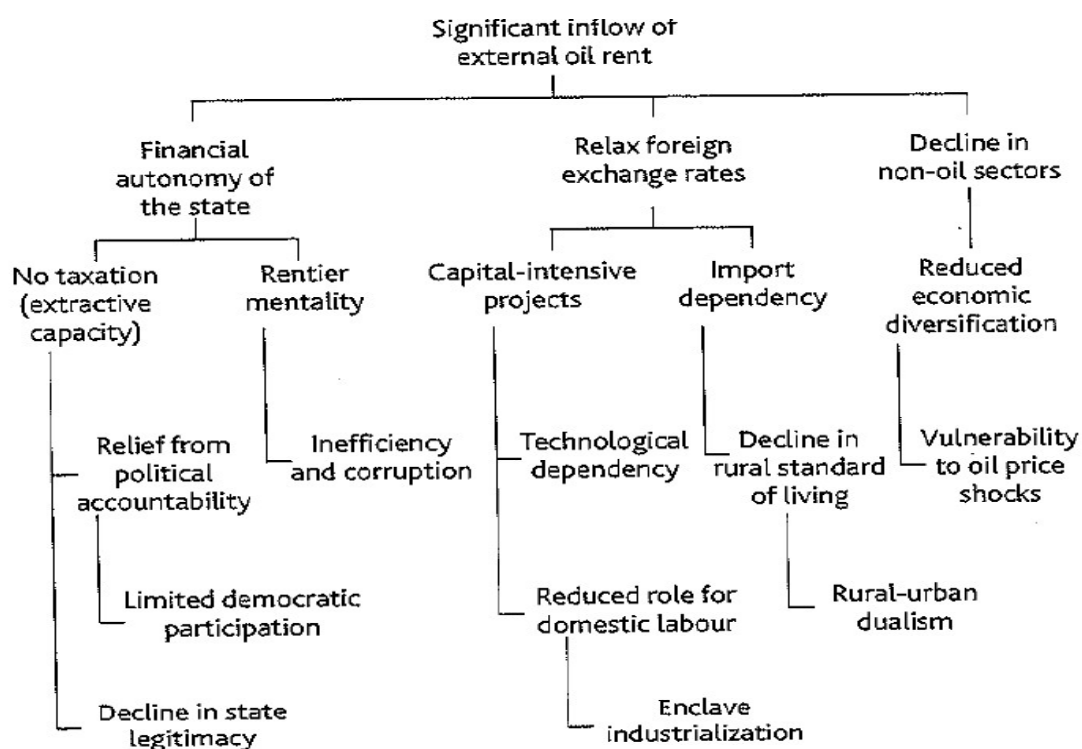 Significant inflow of
external oil rent
Financial
autonomy of
the state
Relax foreign
exchange rates
Decline in
non-oil sectors
No taxation
(extractive
capacity)
Rentier
mentality
Capital-intensive
projects
Import
dependency
Reduced
economic
diversification
Relief from
political
accountability
Inefficiency
and corruption
Technological
dependency
Decline in
rural standard
of living
Vulnerability
to oil price
shocks
Limited democratic
participation
Reduced role for
domestic labour
Rural-urban
dualism
Decline in state
legitimacy
Enclave
industrialization